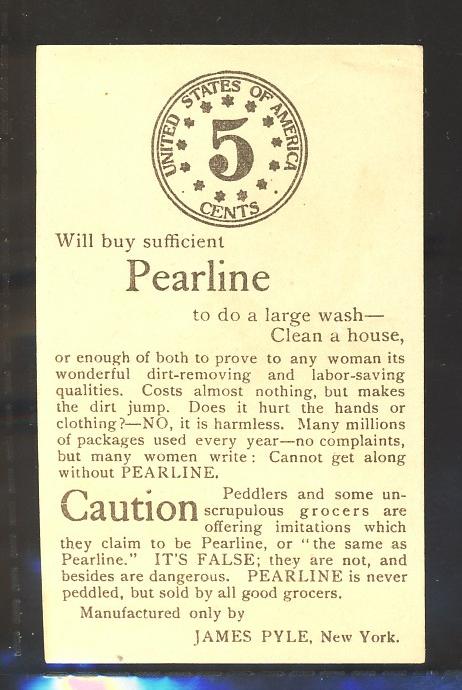 UNITED STATES OF AMERICA
5
CENTS
Will buy sufficient
Pearline
to do a large wash—
Clean a house,
or enough of both to prove to any woman its
wonderful dirt-removing and labor-saving
qualities. Costs almost nothing, but makes
the dirt jump. Does it hurt the hands or
clothing?—NO, it is harmless. Many millions
of packages used every year—no complaints,
but many women write: Cannot get along
without PEARLINE.
Caution Peddlers and some un-
scrupulous grocers are
offering imitations which
they claim to be Pearline, or "the same as
Pearline." IT'S FALSE; they are not, and
besides are dangerous. PEARLINE is never
peddled, but sold by all good grocers.
Manufactured only by
JAMES PYLE, New York.